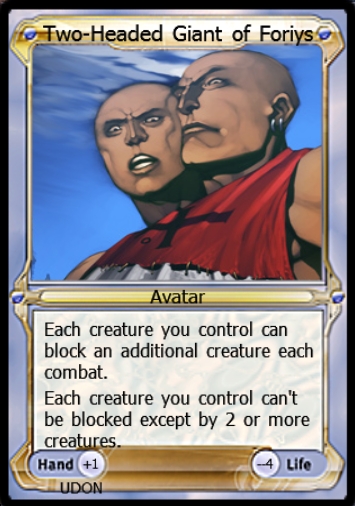 Two-Headed Giant of Foriys
Avatar
Each creature you control can
block an additional creature each
combat.
Each creature you control can't
be blocked except by 2 or more
creatures.
Hand +1 -4 Life
UDON